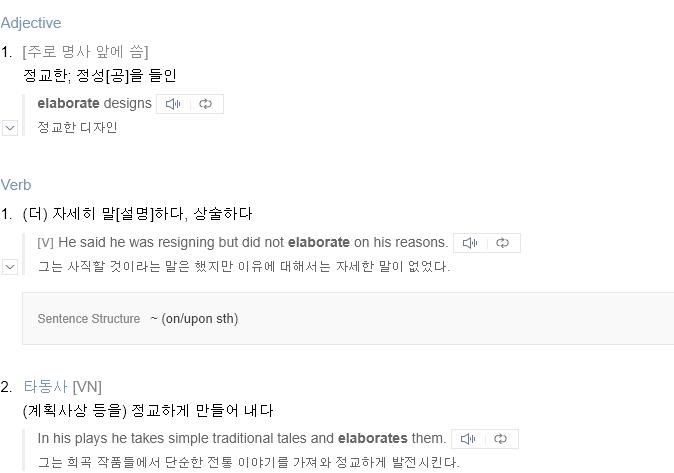 Adjective
1. [주로 명사 앞에 씀]
정교한; 정성[공]을 들인
elaborate designs
정교한 디자인
Verb
1. (더) 자세히 말[설명]하다, 상술하다
[V] He said he was resigning but did not elaborate on his reasons.
그는 사직할 것이라는 말은 했지만 이유에 대해서는 자세한 말이 없었다.
Sentence Structure ~ (on/upon sth)
2. 타동사 [VN]
(계획사상 등을) 정교하게 만들어 내다
In his plays he takes simple traditional tales and elaborates them.
그는 희곡 작품들에서 단순한 전통 이야기를 가져와 정교하게 발전시킨다.